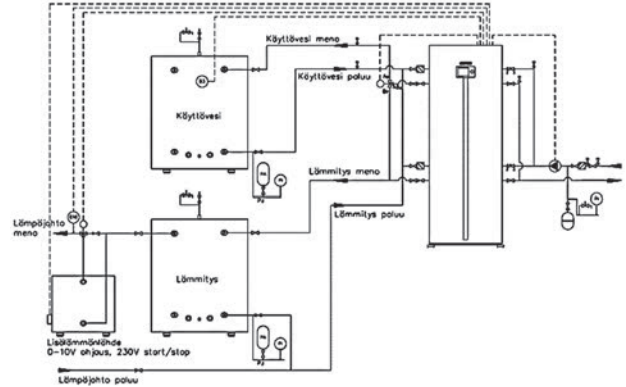 Käyttövesi meno
Käyttövesi paluu
Käyttövesi
Lämmitys meno
Lämmitys paluu
Lämpöjohto
meno
Lämmitys
Lisälämmönlähde
0-10V ohjaus, 230V start/stop
Lämpöjohto paluu